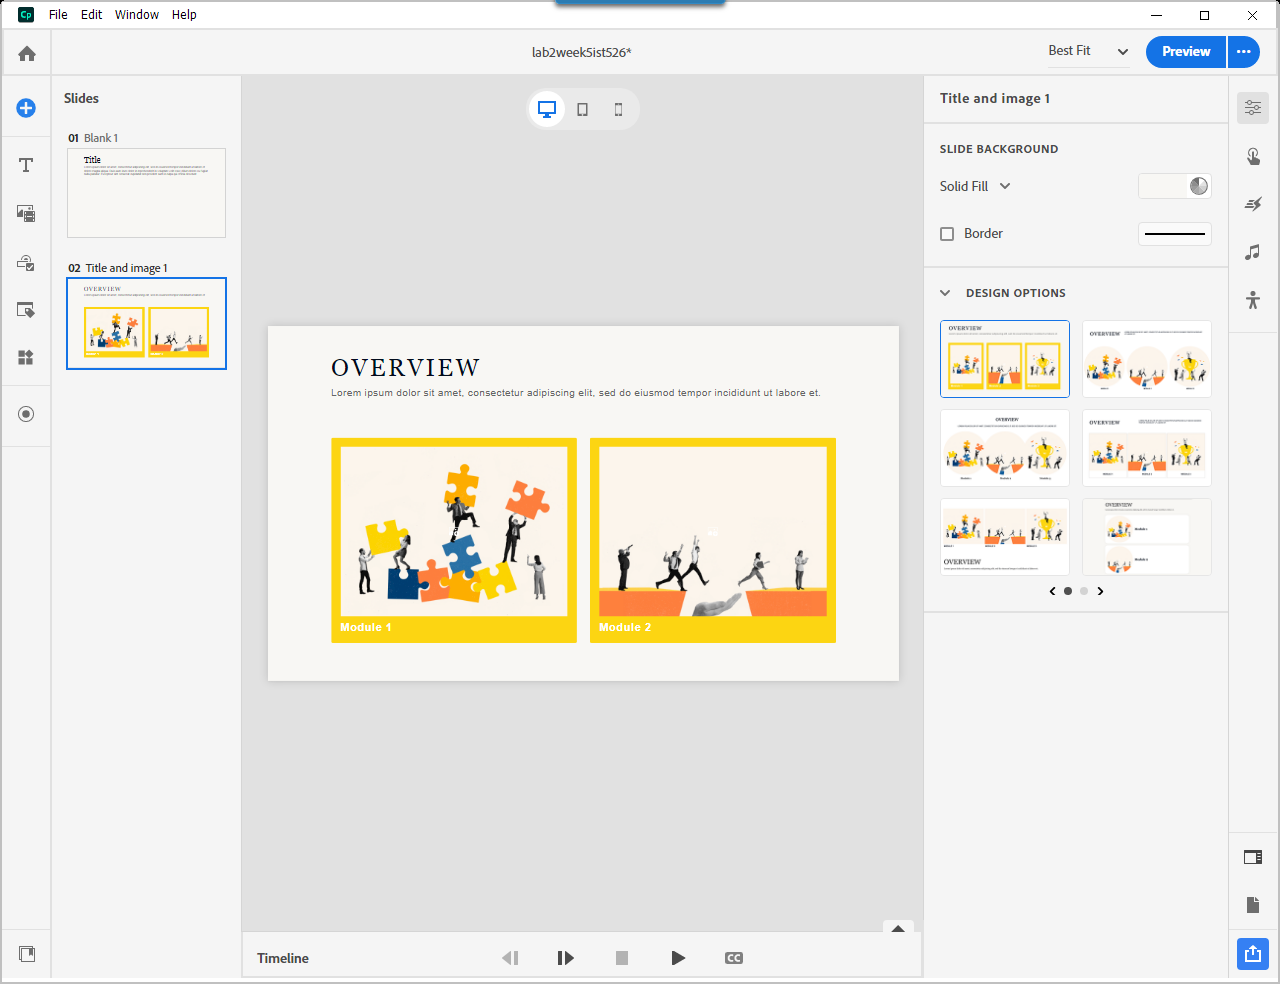 Cp File Edit Window Help
lab2week5ist526*
Best Fit
Preview
Slides
01 Blank 1
Title
02 Title and image 1
OVERVIEW
OVERVIEW
Lorem ipsum dolor sit amet, consectetur adipiscing elit, sed do eiusmod tempor incididunt ut labore et.
Module 1
Module 2
Timeline
CC
Title and image 1
SLIDE BACKGROUND
Solid Fill
Border
DESIGN OPTIONS
OVERVIEW
OVERVIEW
OVERVIEW
OVERVIEW
OVERVIEW
OVERVIEW